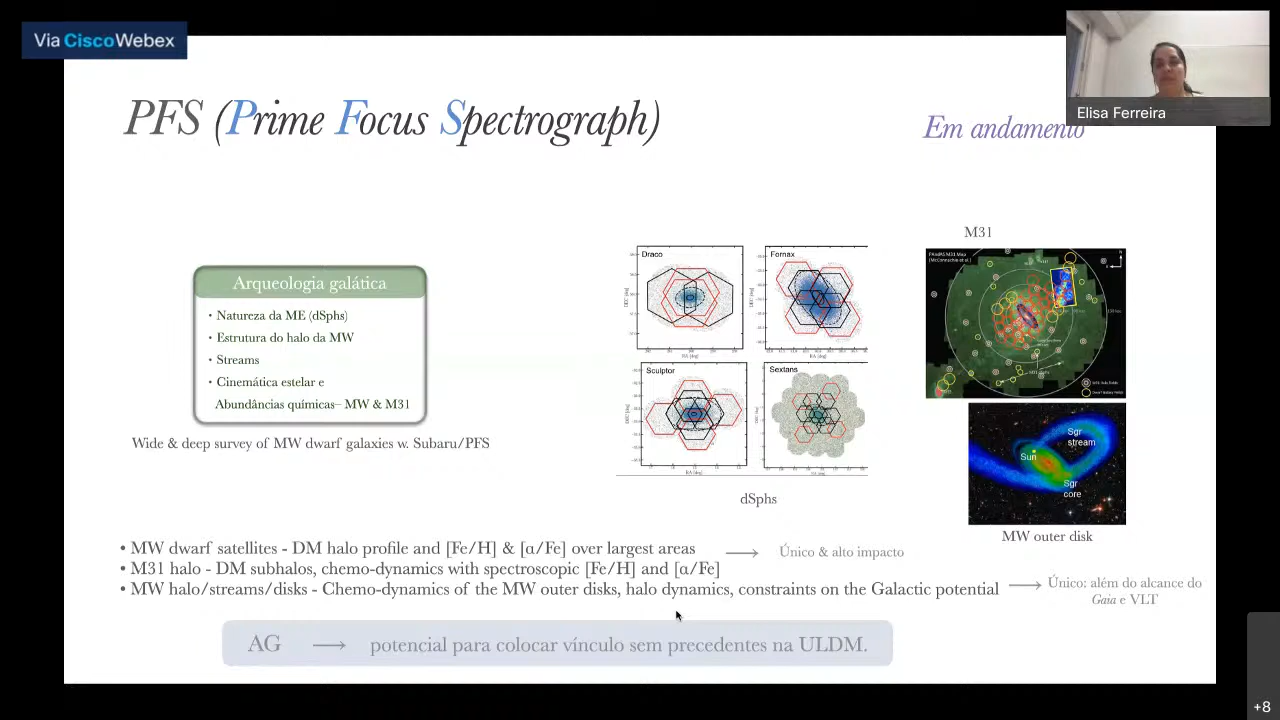 Via Cisco Webex
Elisa Ferreira
PFS (Prime Focus Spectrograph)
Em andamento
Arqueologia galática
• Natureza da ME (dSphs)
• Estrutura do halo da MW
• Streams
• Cinemática estelar e
Abundâncias químicas– MW & M31
Wide & deep survey of MW dwarf galaxies w. Subaru/PFS
Draco
Fornax
Sculptor
Sextans
dSphs
M31
Sgr
stream
Sun
Sgr
core
MW outer disk
• MW dwarf satellites - DM halo profile and [Fe/H] & [α/Fe] over largest areas
Único & alto impacto
• M31 halo - DM subhalos, chemo-dynamics with spectroscopic [Fe/H] and [α/Fe]
• MW halo/streams/disks - Chemo-dynamics of the MW outer disks, halo dynamics, constraints on the Galactic potential
Único: além do alcance do
Gaia e VLT
AG → potencial para colocar vínculo sem precedentes na ULDM.
+8